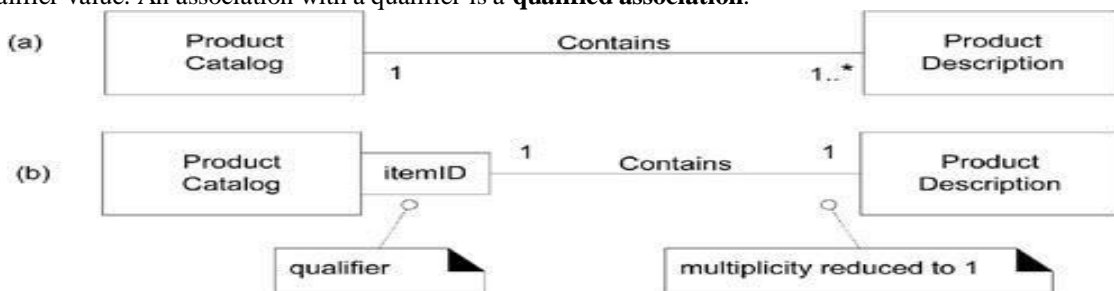 alifier value. An association with a qualifier is a qualified association.
(a)
Product
Catalog
1
Contains
1..*
Product
Description
(b)
Product
Catalog
itemID
1
Contains
1
Product
Description
qualifier
multiplicity reduced to 1